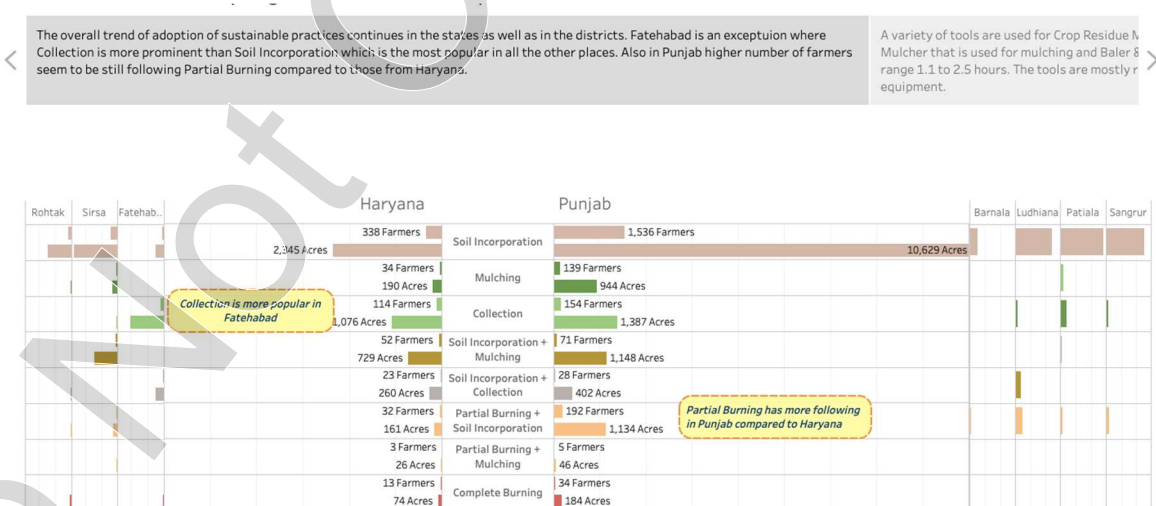 The overall trend of adoption of sustainable practices continues in the states as well as in the districts. Fatehabad is an exceptuion where
Collection is more prominent than Soil Incorporation which is the most popular in all the other places. Also in Punjab higher number of farmers
seem to be still following Partial Burning compared to those from Haryana.
A variety of tools are used for Crop Residue M
Mulcher that is used for mulching and Baler &
range 1.1 to 2.5 hours. The tools are mostly r
equipment.
Haryana Punjab
Rohtak Sirsa Fatehab.. Barnala Ludhiana Patiala Sangrur
338 Farmers Soil Incorporation 1,536 Farmers
Acres 10,629 Acres
34 Farmers Mulching 139 Farmers
190 Acres 944 Acres
114 Farmers Collection 154 Farmers
1,076 Acres 1,387 Acres
Collection is more popular in
Fatehabad
52 Farmers Soil Incorporation + 71 Farmers
729 Acres Mulching 1,148 Acres
23 Farmers Soil Incorporation + 28 Farmers
260 Acres Collection 402 Acres
32 Farmers Partial Burning + 192 Farmers
161 Acres Soil Incorporation 1,134 Acres
Partial Burning has more following
in Punjab compared to Haryana
3 Farmers Partial Burning + 5 Farmers
26 Acres Mulching 46 Acres
13 Farmers Complete Burning 34 Farmers
74 Acres 184 Acres
Not